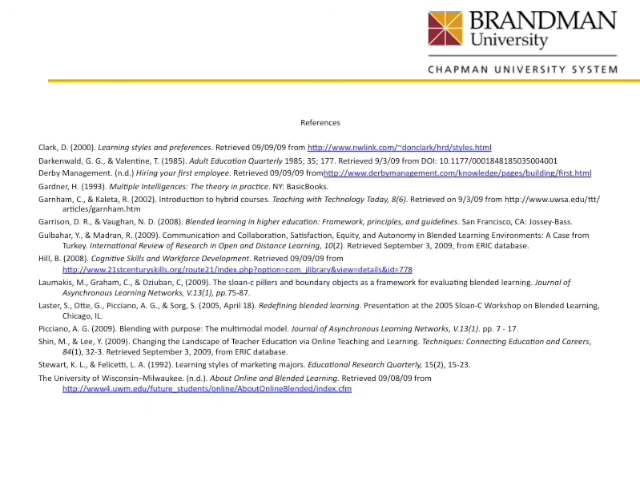 BRANDMAN
University
CHAPMAN UNIVERSITY SYSTEM
References
Clark, D. (2000). Learning styles and preferences. Retrieved 09/09/09 from http://www.nwlink.com/~donclark/hrd/styles.html
Darkenwald, G. G., & Valentine, T. (1985). Adult Education Quarterly 1985; 35; 177. Retrieved 9/3/09 from DOI: 10.1177/0001848185035004001
Derby Management. (n.d.) Hiring your first employee. Retrieved 09/09/09 fromhttp://www.derbymanagement.com/knowledge/pages/building/first.html
Gardner, H. (1993). Multiple Intelligences: The theory in practice. NY: BasicBooks.
Garnham, C., & Kaleta, R. (2002). Introduction to hybrid courses. Teaching with Technology Today, 8(6). Retrieved on 9/3/09 from http://www.uwsa.edu/ttt/
articles/garnham.htm
Garrison, D. R., & Vaughan, N. D. (2008). Blended learning in higher education: Framework, principles, and guidelines. San Francisco, CA: Jossey-Bass.
Gulbahar, Y., & Madran, R. (2009). Communication and Collaboration, Satisfaction, Equity, and Autonomy in Blended Learning Environments: A Case from
Turkey. International Review of Research in Open and Distance Learning, 10(2). Retrieved September 3, 2009, from ERIC database.
Hill, B. (2008). Cognitive Skills and Workforce Development. Retrieved 09/09/09 from
http://www.21stcenturyskills.org/route21/index.php?option=com_jlibrary&view=details&id=778
Laumakis, M., Graham, C., & Dziuban, C, (2009). The sloan-c pillers and boundary objects as a framework for evaluating blended learning. Journal of
Asynchronous Learning Networks, V.13(1), pp.75-87.
Laster, S., Otte, G., Picciano, A. G., & Sorg, S. (2005, April 18). Redefining blended learning. Presentation at the 2005 Sloan-C Workshop on Blended Learning,
Chicago, IL.
Picciano, A. G. (2009). Blending with purpose: The multimodal model. Journal of Asynchronous Learning Networks, V.13(1). pp. 7 - 17.
Shin, M., & Lee, Y. (2009). Changing the Landscape of Teacher Education via Online Teaching and Learning. Techniques: Connecting Education and Careers,
84(1), 32-3. Retrieved September 3, 2009, from ERIC database.
Stewart, K. L., & Felicetti, L. A. (1992). Learning styles of marketing majors. Educational Research Quarterly, 15(2), 15-23.
The University of Wisconsin–Milwaukee. (n.d.). About Online and Blended Learning. Retrieved 09/08/09 from
http://www4.uwm.edu/future_students/online/AboutOnlineBlended/index.cfm